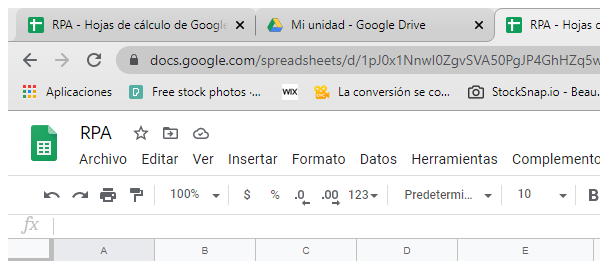 RPA - Hojas de cálculo de Google
Mi unidad - Google Drive
RPA - Hojas
docs.google.com/spreadsheets/d/1pJ0x1NnwI0ZgvSVA50PgJP4GhHZq5w
Aplicaciones
Free stock photos ·...
WIX
La conversión se co...
StockSnap.io - Beau...
RPA
Archivo Editar Ver Insertar Formato Datos Herramientas Complemento
100% $ % .0 .00 123 Predetermi... 10 B
fx
A B C D E